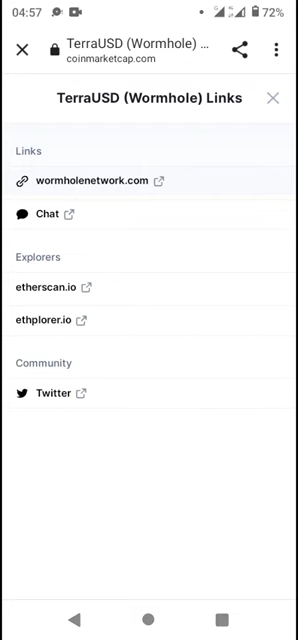 04:57
72%
TerraUSD (Wormhole) ...
coinmarketcap.com
TerraUSD (Wormhole) Links
Links
wormholenetwork.com
Chat
Explorers
etherscan.io
ethplorer.io
Community
Twitter